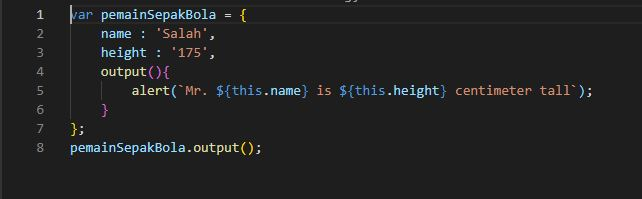 1 var pemainSepakBola = {
2     name : 'Salah',
3     height : '175',
4     output(){
5         alert(`Mr. ${this.name} is ${this.height} centimeter tall`);
6     }
7 };
8 pemainSepakBola.output();